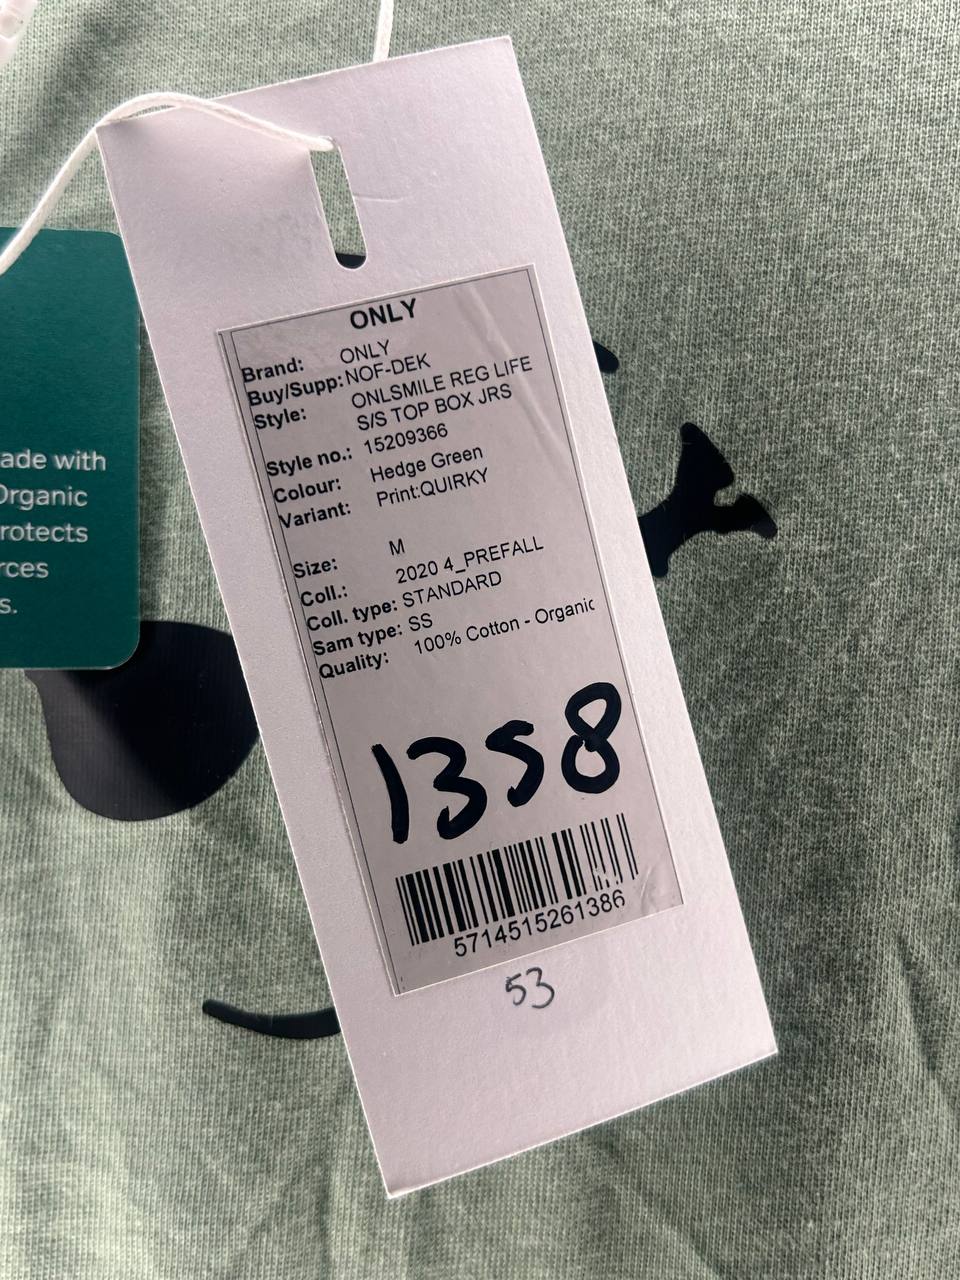 ONLY
Brand: ONLY
Buy/Supp: NOF-DEK
Style: ONLSMILE REG LIFE
S/S TOP BOX JRS
Style no.: 15209366
Colour: Hedge Green
Variant: Print:QUIRKY
Size: M
Coll.: 2020 4_PREFALL
Coll. type: STANDARD
Sam type: SS
Quality: 100% Cotton - Organic
1358
5714515261386
53
ade with
Organic
rotects
rces
s.